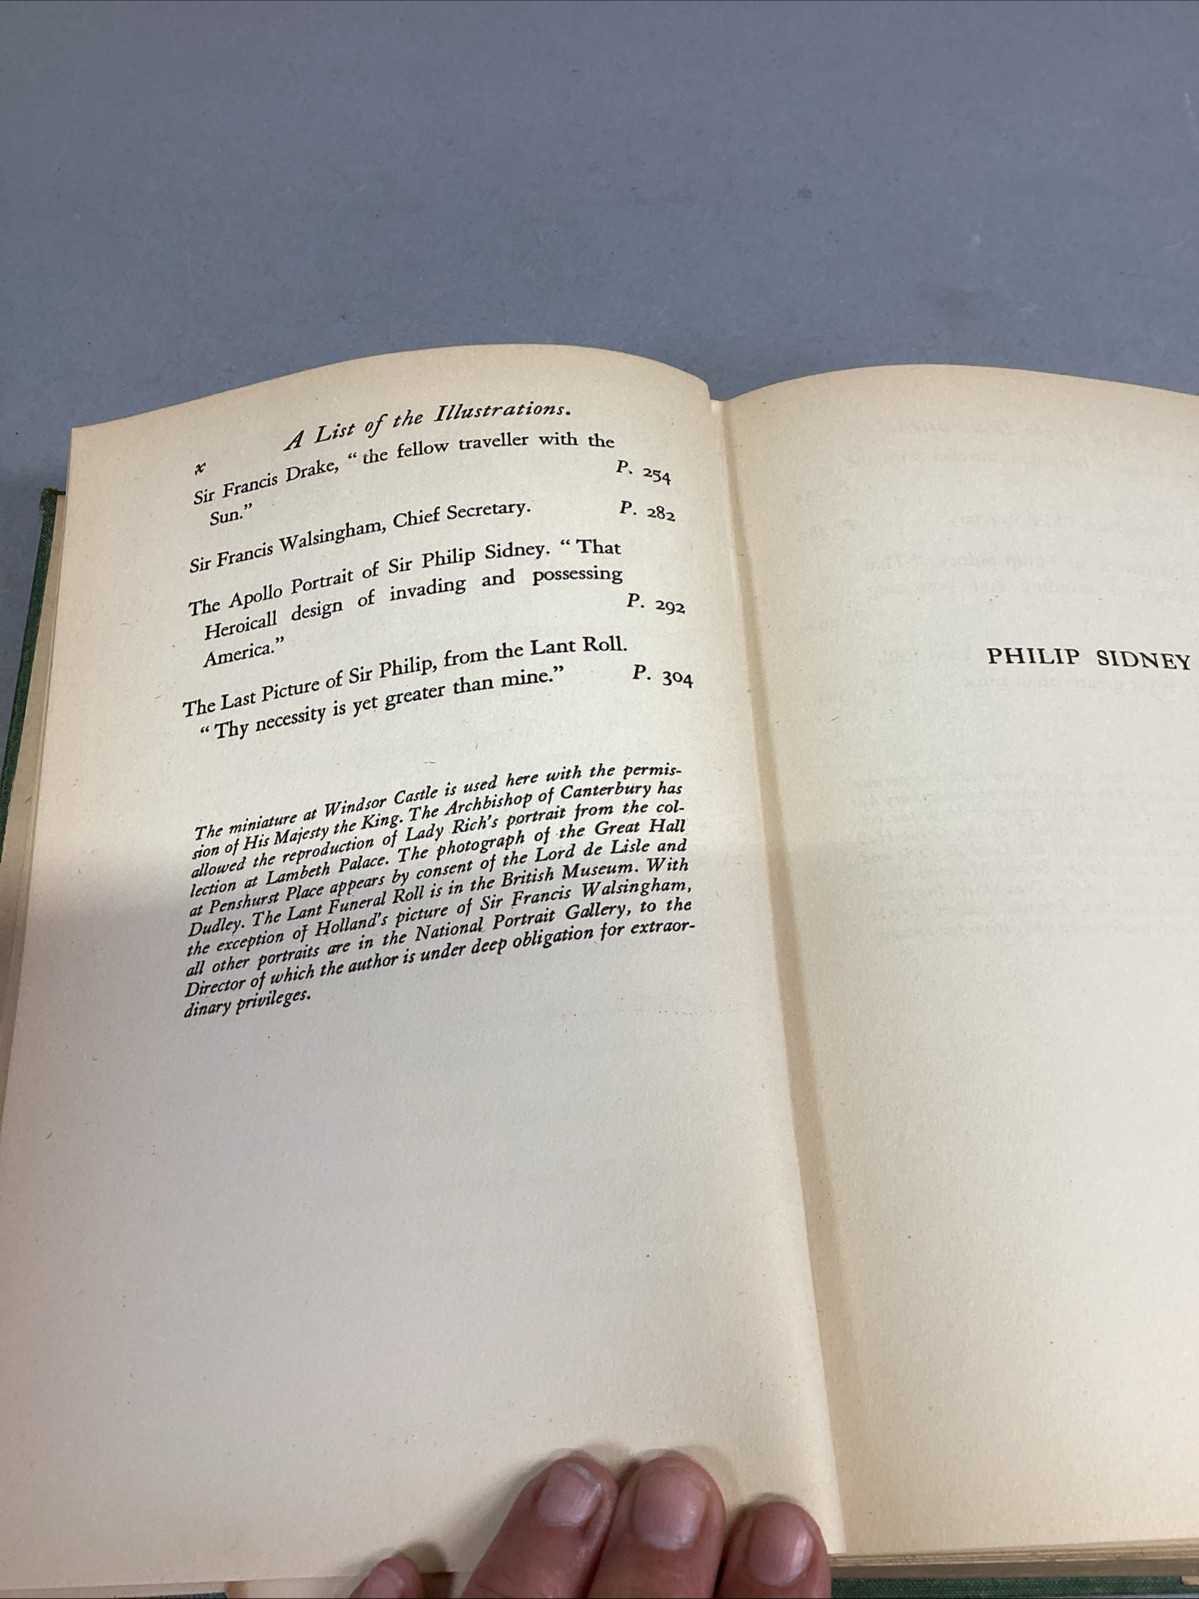 x
A List of the Illustrations.
Sir Francis Drake, “ the fellow traveller with the
Sun.”
P. 254
Sir Francis Walsingham, Chief Secretary.
P. 282
The Apollo Portrait of Sir Philip Sidney. “ That
Heroicall design of invading and possessing
America.”
P. 292
The Last Picture of Sir Philip, from the Lant Roll.
“ Thy necessity is yet greater than mine.”
P. 304
The miniature at Windsor Castle is used here with the permis-
sion of His Majesty the King. The Archbishop of Canterbury has
allowed the reproduction of Lady Rich's portrait from the col-
lection at Lambeth Palace. The photograph of the Great Hall
at Penshurst Place appears by consent of the Lord de Lisle and
Dudley. The Lant Funeral Roll is in the British Museum. With
the exception of Holland's picture of Sir Francis Walsingham,
all other portraits are in the National Portrait Gallery, to the
Director of which the author is under deep obligation for extraor-
dinary privileges.
PHILIP SIDNEY